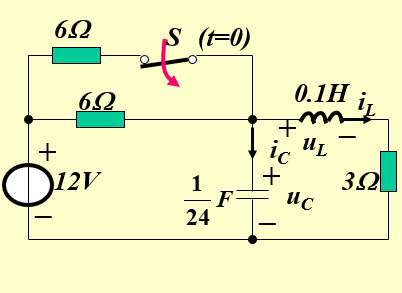 6Ω
S (t=0)
6Ω
0.1H
i_L
+ u_L −
i_C
+
12V
−
1/24 F
+
u_C
−
3Ω